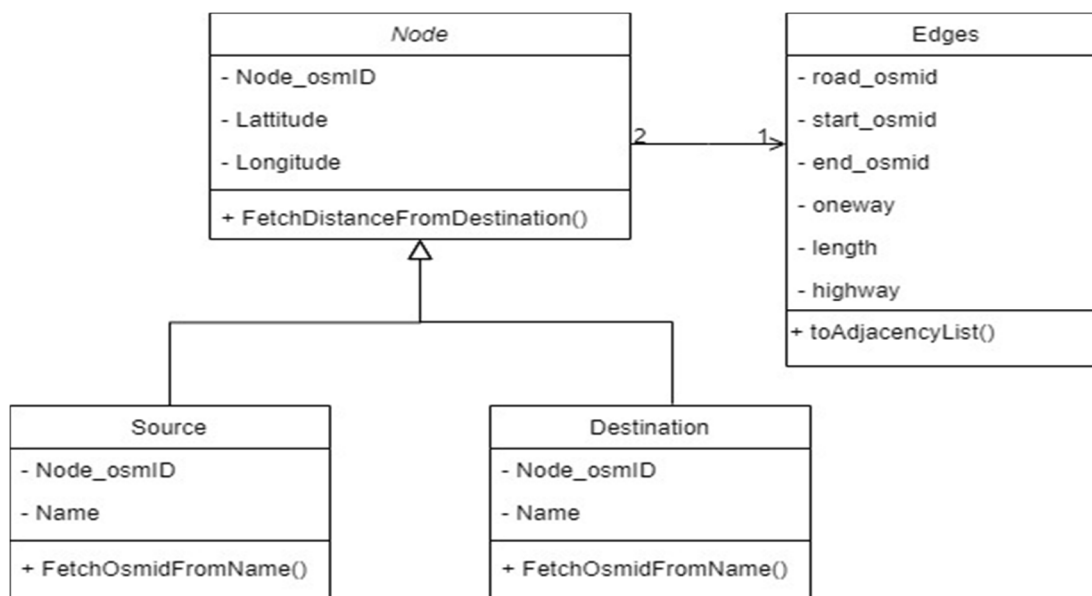 Node
- Node_osmID
- Lattitude
- Longitude
+ FetchDistanceFromDestination()
2
1
Edges
- road_osmid
- start_osmid
- end_osmid
- oneway
- length
- highway
+ toAdjacencyList()
Source
- Node_osmID
- Name
+ FetchOsmidFromName()
Destination
- Node_osmID
- Name
+ FetchOsmidFromName()